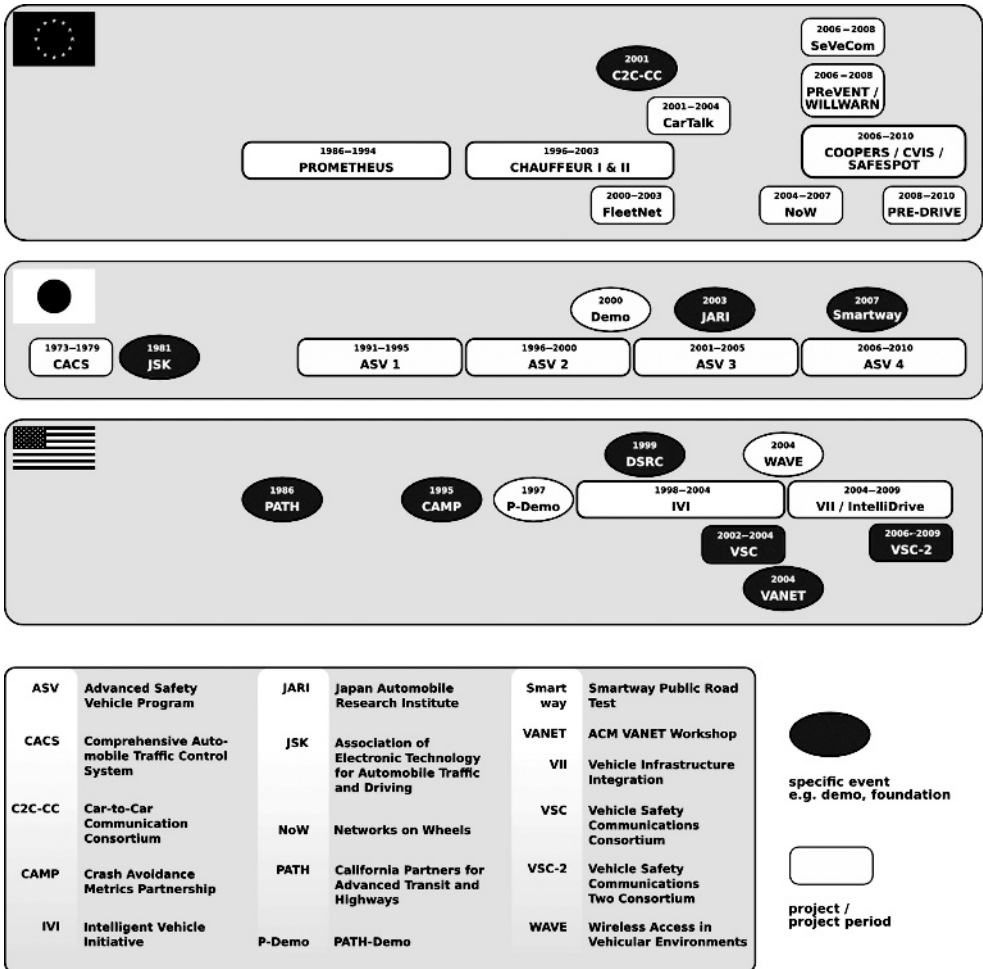 2006–2008
SeVeCom
2001
C2C-CC
2006–2008
PReVENT /
WILLWARN
2001–2004
CarTalk
2006-2010
COOPERS / CVIS /
SAFESPOT
1986–1994
PROMETHEUS
1996–2003
CHAUFFEUR I & II
2000–2003
FleetNet
2004–2007
NoW
2008–2010
PRE-DRIVE
2000
Demo
2003
JARI
2007
Smartway
1973–1979
CACS
1981
JSK
1991–1995
ASV 1
1996–2000
ASV 2
2001–2005
ASV 3
2006–2010
ASV 4
1999
DSRC
2004
WAVE
1986
PATH
1995
CAMP
1997
P-Demo
1998–2004
IVI
2004–2009
VII / IntelliDrive
2002–2004
VSC
2006–2009
VSC-2
2004
VANET
ASV Advanced Safety
Vehicle Program
CACS Comprehensive Auto-
mobile Traffic Control
System
C2C-CC Car-to-Car
Communication
Consortium
CAMP Crash Avoidance
Metrics Partnership
IVI Intelligent Vehicle
Initiative
JARI Japan Automobile
Research Institute
JSK Association of
Electronic Technology
for Automobile Traffic
and Driving
NoW Networks on Wheels
PATH California Partners for
Advanced Transit and
Highways
P-Demo PATH-Demo
Smart Smartway Public Road
way Test
VANET ACM VANET Workshop
VII Vehicle Infrastructure
Integration
VSC Vehicle Safety
Communications
Consortium
VSC-2 Vehicle Safety
Communications
Two Consortium
WAVE Wireless Access in
Vehicular Environments
specific event
e.g. demo, foundation
project /
project period